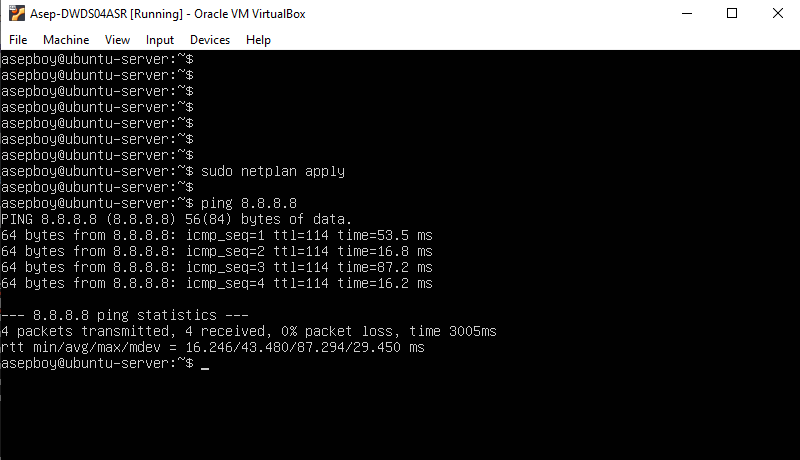 Asep-DWDS04ASR [Running] - Oracle VM VirtualBox
File Machine View Input Devices Help
asepboy@ubuntu-server:~$
asepboy@ubuntu-server:~$
asepboy@ubuntu-server:~$
asepboy@ubuntu-server:~$
asepboy@ubuntu-server:~$
asepboy@ubuntu-server:~$
asepboy@ubuntu-server:~$
asepboy@ubuntu-server:~$ sudo netplan apply
asepboy@ubuntu-server:~$
asepboy@ubuntu-server:~$ ping 8.8.8.8
PING 8.8.8.8 (8.8.8.8) 56(84) bytes of data.
64 bytes from 8.8.8.8: icmp_seq=1 ttl=114 time=53.5 ms
64 bytes from 8.8.8.8: icmp_seq=2 ttl=114 time=16.8 ms
64 bytes from 8.8.8.8: icmp_seq=3 ttl=114 time=87.2 ms
64 bytes from 8.8.8.8: icmp_seq=4 ttl=114 time=16.2 ms
--- 8.8.8.8 ping statistics ---
4 packets transmitted, 4 received, 0% packet loss, time 3005ms
rtt min/avg/max/mdev = 16.246/43.480/87.294/29.450 ms
asepboy@ubuntu-server:~$ _